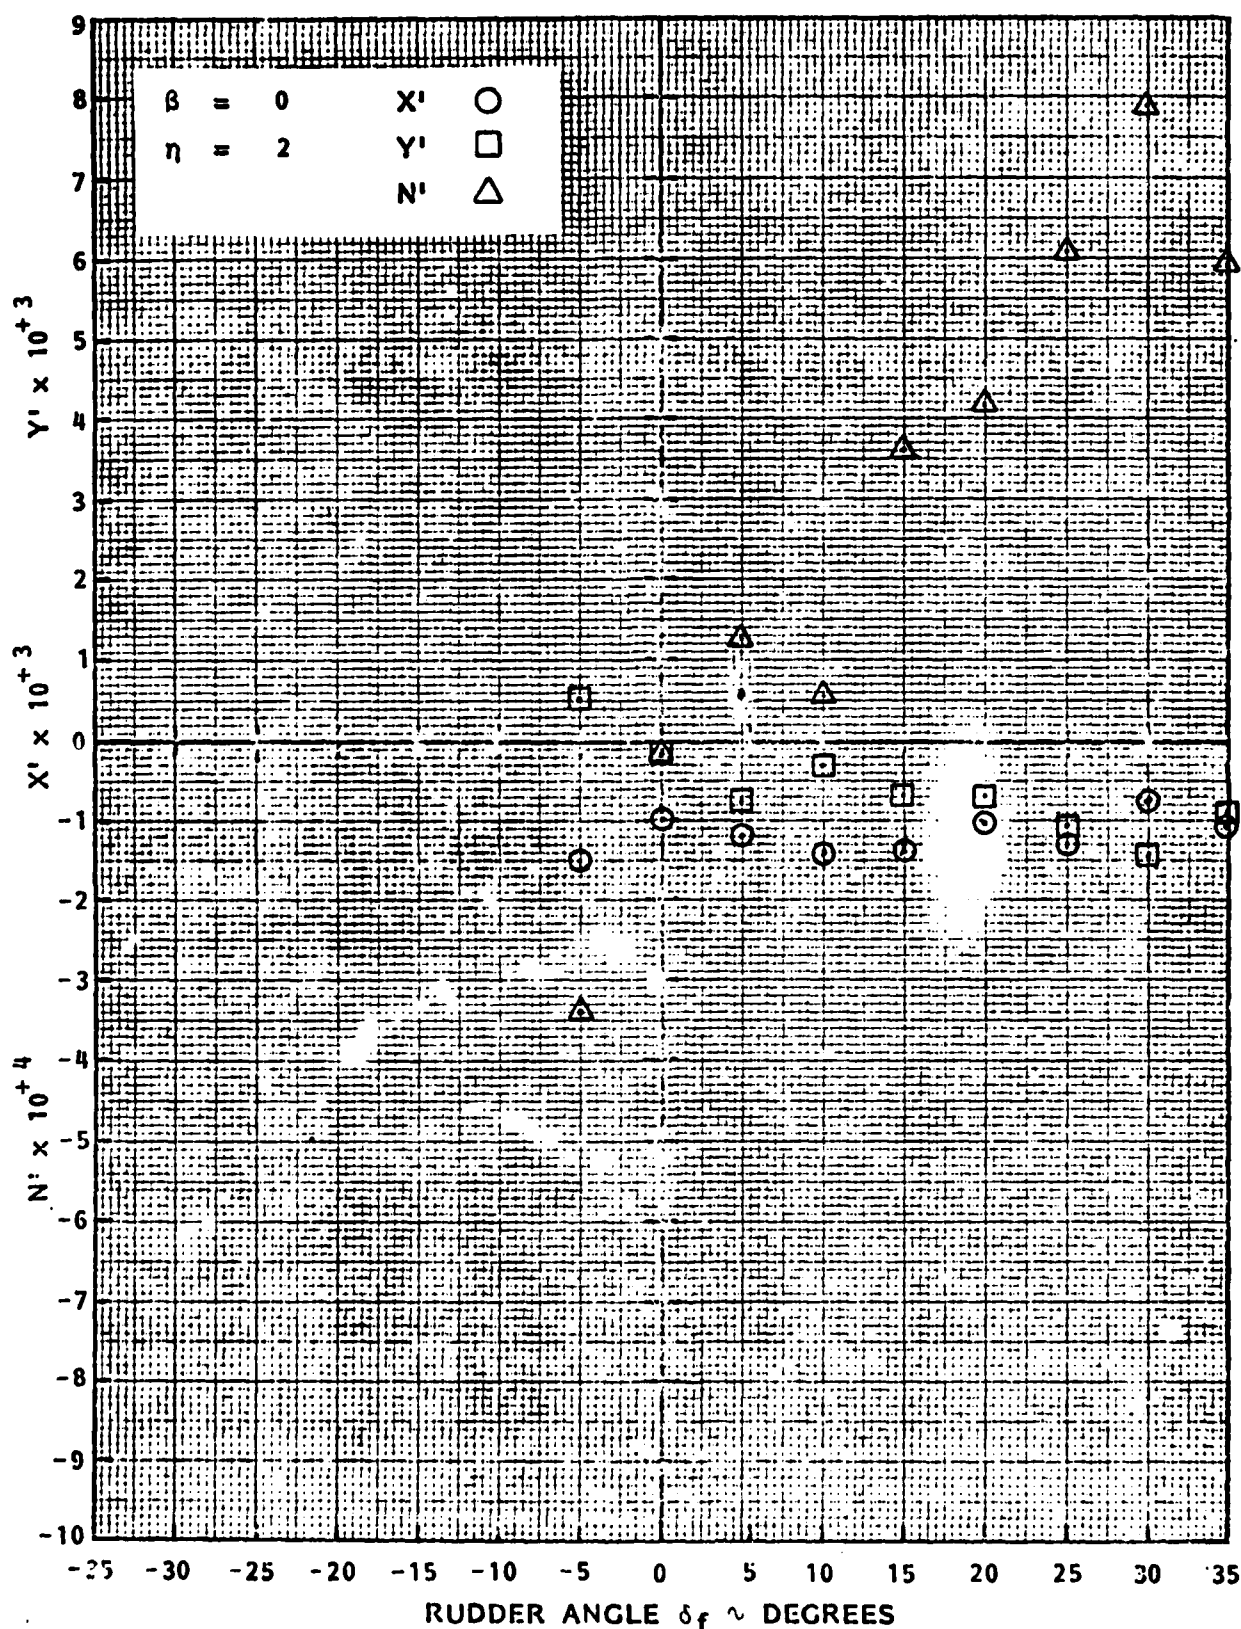 β = 0 X'
η = 2 Y'
N'
Y' x 10+3
X' x 10+3
N' x 10+4
9
8
7
6
5
4
3
2
1
0
-1
-2
-3
-4
-5
-6
-7
-8
-9
-10
-35 -30 -25 -20 -15 -10 -5 0 5 10 15 20 25 30 35
RUDDER ANGLE δf ~ DEGREES